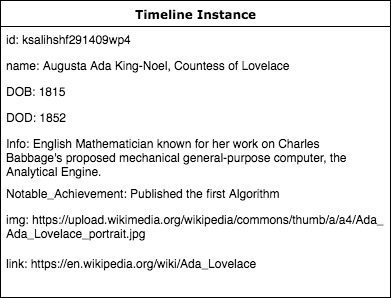 Timeline Instance
id: ksalihshf291409wp4
name: Augusta Ada King-Noel, Countess of Lovelace
DOB: 1815
DOD: 1852
Info: English Mathematician known for her work on Charles
Babbage's proposed mechanical general-purpose computer, the
Analytical Engine.
Notable_Achievement: Published the first Algorithm
img: https://upload.wikimedia.org/wikipedia/commons/thumb/a/a4/Ada_
Ada_Lovelace_portrait.jpg
link: https://en.wikipedia.org/wiki/Ada_Lovelace